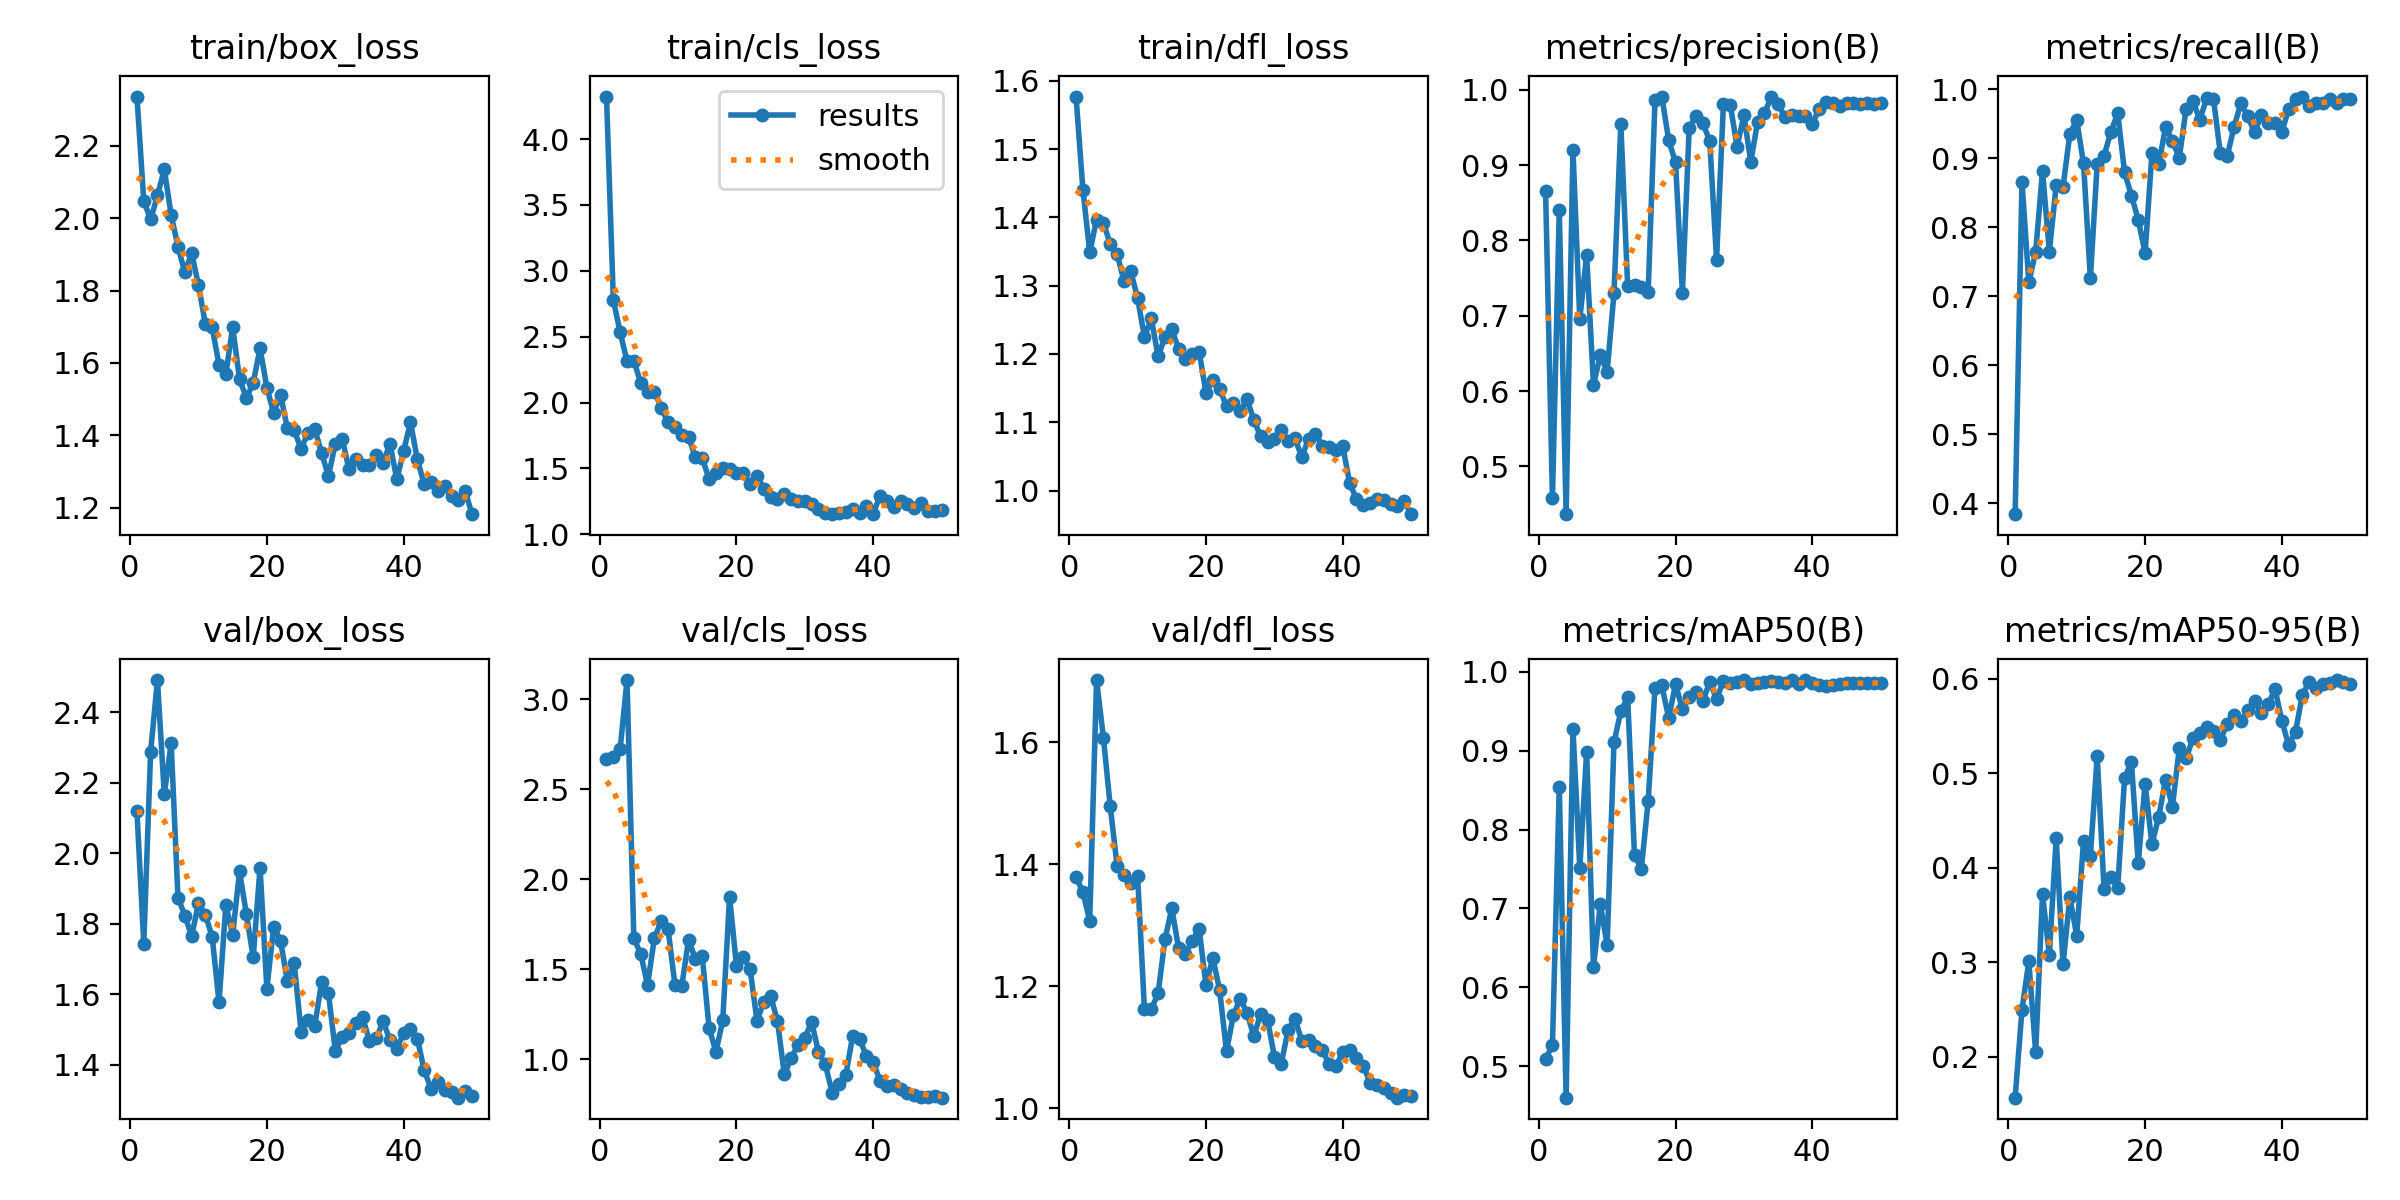 train/box_loss
2.2
2.0
1.8
1.6
1.4
1.2
0 20 40
train/cls_loss
results
smooth
4.0
3.5
3.0
2.5
2.0
1.5
1.0
0 20 40
train/dfl_loss
1.6
1.5
1.4
1.3
1.2
1.1
1.0
0 20 40
metrics/precision(B)
1.0
0.9
0.8
0.7
0.6
0.5
0 20 40
metrics/recall(B)
1.0
0.9
0.8
0.7
0.6
0.5
0.4
0 20 40
val/box_loss
2.4
2.2
2.0
1.8
1.6
1.4
0 20 40
val/cls_loss
3.0
2.5
2.0
1.5
1.0
0 20 40
val/dfl_loss
1.6
1.4
1.2
1.0
0 20 40
metrics/mAP50(B)
1.0
0.9
0.8
0.7
0.6
0.5
0 20 40
metrics/mAP50-95(B)
0.6
0.5
0.4
0.3
0.2
0 20 40